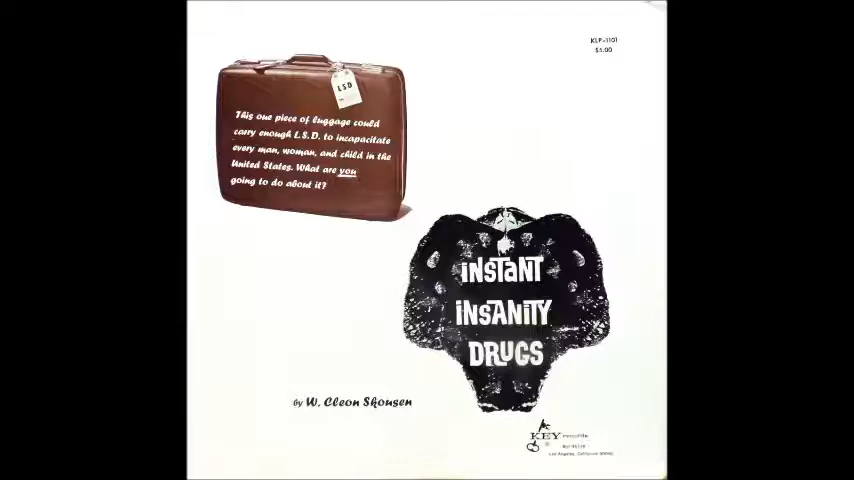 KLP-1101
$5.00
LSD
This one piece of luggage could
carry enough L.S.D. to incapacitate
every man, woman, and child in the
United States. What are you
going to do about it?
INSTANT
INSANITY
DRUGS
by W. Cleon Skousen
KEY records
Los Angeles, California